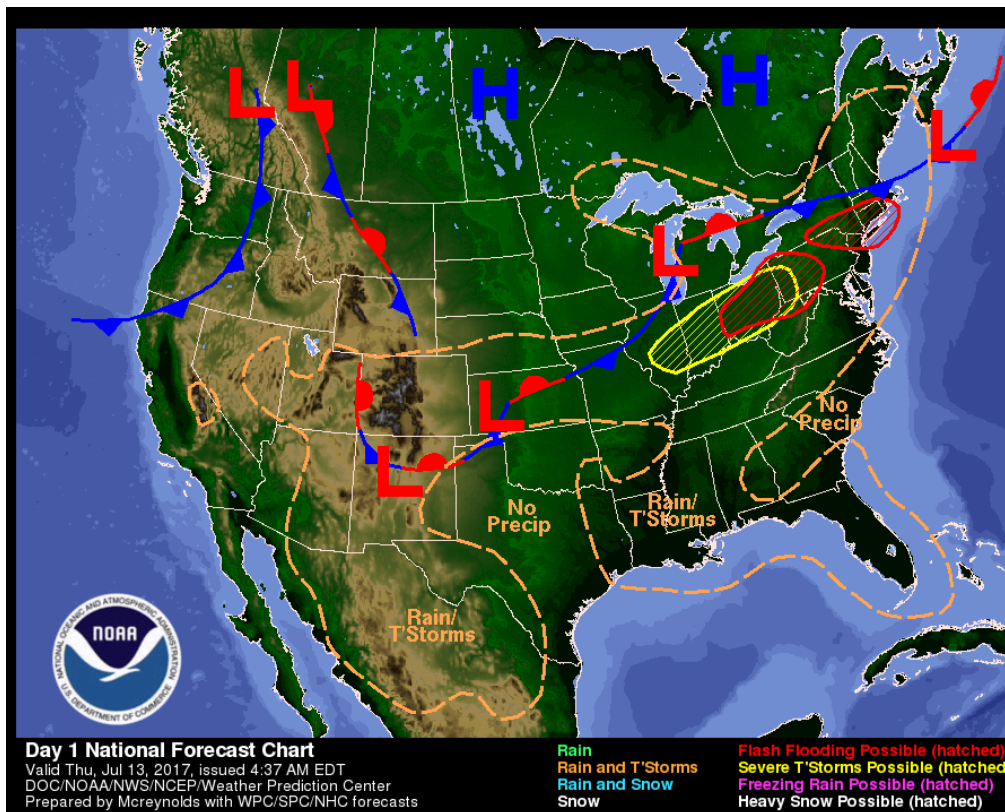 L
L
H
H
L
L
L
L
No
Precip
No
Precip
Rain/
T'Storms
Rain/
T'Storms
NATIONAL OCEANIC AND ATMOSPHERIC ADMINISTRATION
NOAA
U.S. DEPARTMENT OF COMMERCE
Day 1 National Forecast Chart
Valid Thu, Jul 13, 2017, issued 4:37 AM EDT
DOC/NOAA/NWS/NCEP/Weather Prediction Center
Prepared by Mcreynolds with WPC/SPC/NHC forecasts
Rain
Rain and T'Storms
Rain and Snow
Snow
Flash Flooding Possible (hatched)
Severe T'Storms Possible (hatched)
Freezing Rain Possible (hatched)
Heavy Snow Possible (hatched)